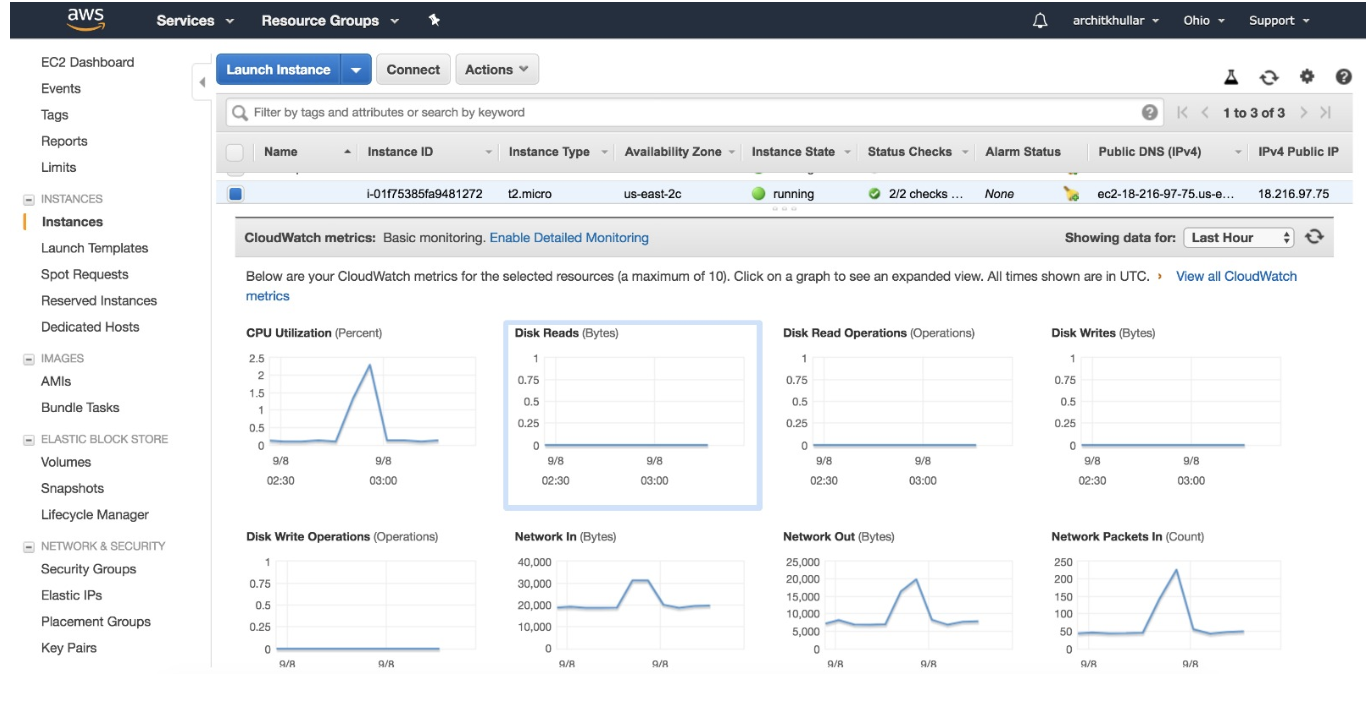 aws Services Resource Groups architkhullar Ohio Support
EC2 Dashboard
Events
Tags
Reports
Limits
INSTANCES
Instances
Launch Templates
Spot Requests
Reserved Instances
Dedicated Hosts
IMAGES
AMIs
Bundle Tasks
ELASTIC BLOCK STORE
Volumes
Snapshots
Lifecycle Manager
NETWORK & SECURITY
Security Groups
Elastic IPs
Placement Groups
Key Pairs
Launch Instance Connect Actions
Filter by tags and attributes or search by keyword 1 to 3 of 3
Name Instance ID Instance Type Availability Zone Instance State Status Checks Alarm Status Public DNS (IPv4) IPv4 Public IP
i-01f75385fa9481272 t2.micro us-east-2c running 2/2 checks ... None ec2-18-216-97-75.us-e... 18.216.97.75
CloudWatch metrics: Basic monitoring. Enable Detailed Monitoring Showing data for: Last Hour
Below are your CloudWatch metrics for the selected resources (a maximum of 10). Click on a graph to see an expanded view. All times shown are in UTC. › View all CloudWatch
metrics
CPU Utilization (Percent)
2.5
2
1.5
1
0.5
0
9/8 9/8
02:30 03:00
Disk Reads (Bytes)
1
0.75
0.5
0.25
0
9/8 9/8
02:30 03:00
Disk Read Operations (Operations)
1
0.75
0.5
0.25
0
9/8 9/8
02:30 03:00
Disk Writes (Bytes)
1
0.75
0.5
0.25
0
9/8 9/8
02:30 03:00
Disk Write Operations (Operations)
1
0.75
0.5
0.25
0
9/8 9/8
Network In (Bytes)
40,000
30,000
20,000
10,000
0
9/8 9/8
Network Out (Bytes)
25,000
20,000
15,000
10,000
5,000
0
9/8 9/8
Network Packets In (Count)
250
200
150
100
50
0
9/8 9/8